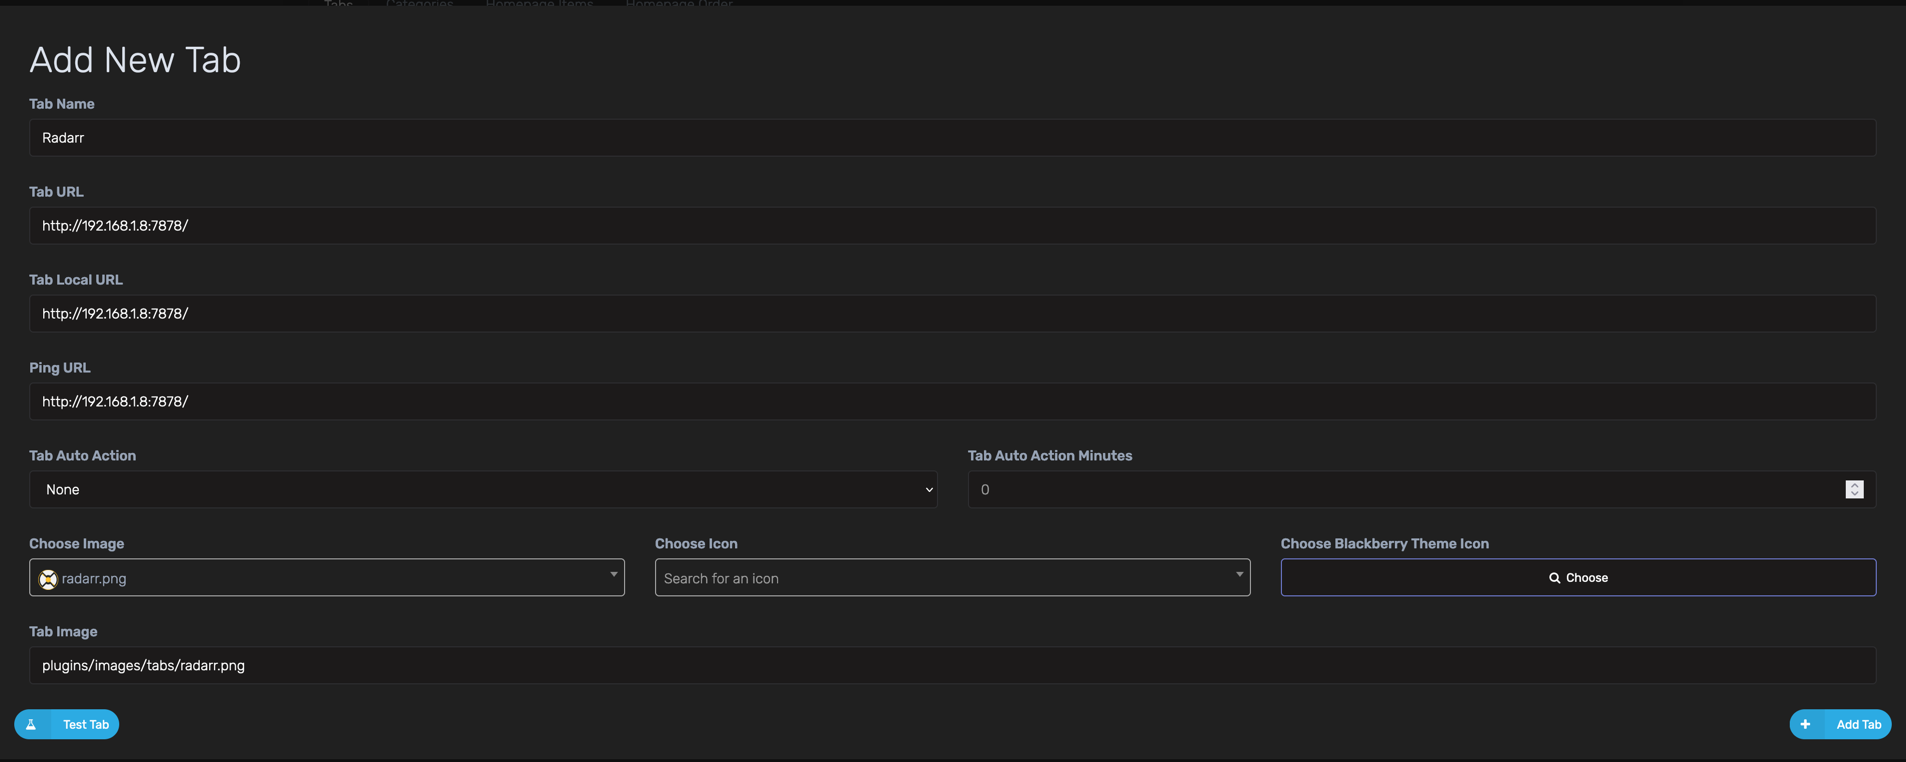 Tabs Categories Homepage Items Homepage Order
Add New Tab
Tab Name
Radarr
Tab URL
http://192.168.1.8:7878/
Tab Local URL
http://192.168.1.8:7878/
Ping URL
http://192.168.1.8:7878/
Tab Auto Action Tab Auto Action Minutes
None 0
Choose Image Choose Icon Choose Blackberry Theme Icon
radarr.png Search for an icon Choose
Tab Image
plugins/images/tabs/radarr.png
Test Tab Add Tab